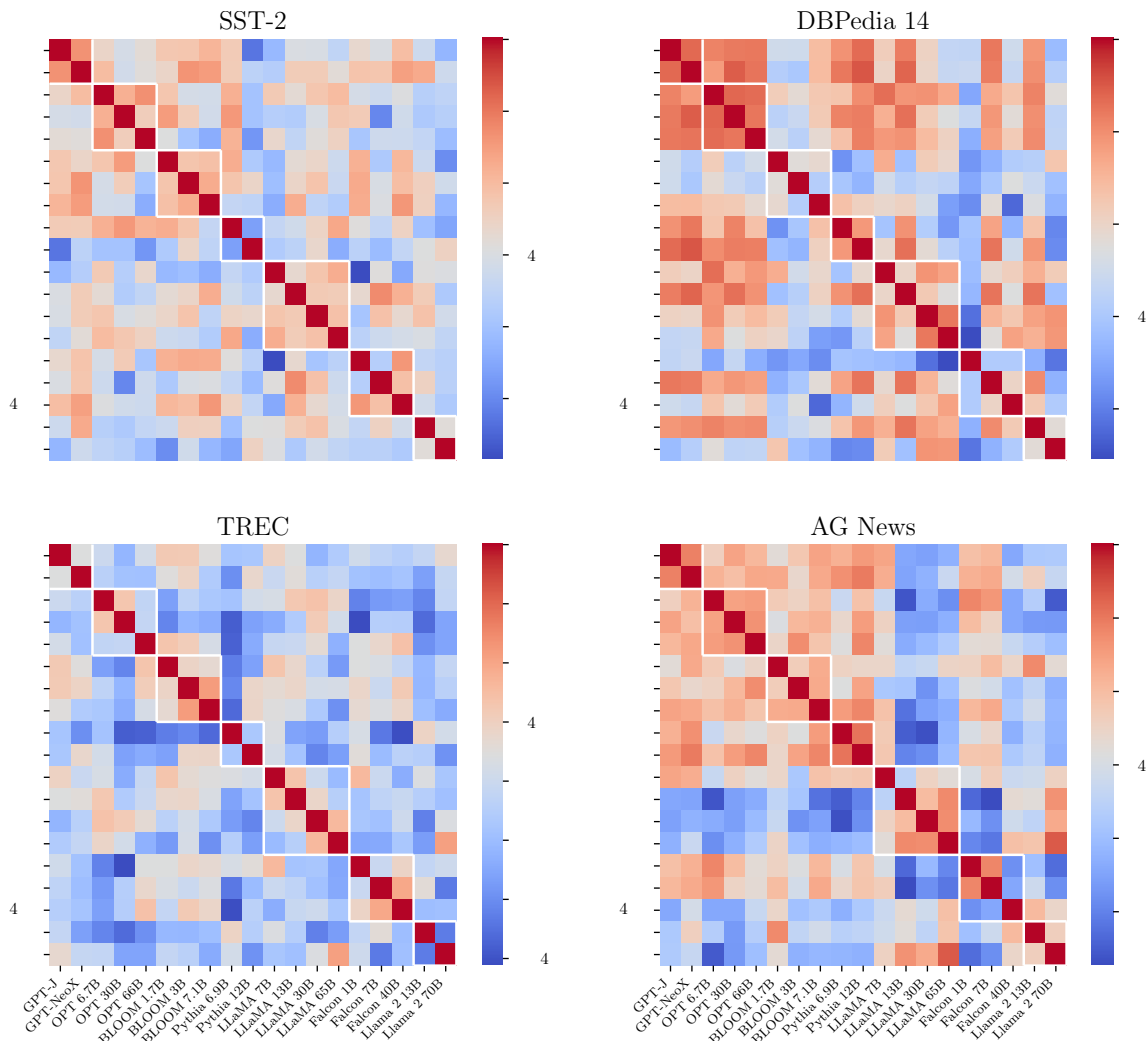 SST-2
DBPedia 14
4
4
4
4
TREC
AG News
4
4
4
4
GPT-J
GPT-NeoX
OPT 6.7B
OPT 30B
OPT 66B
BLOOM 1.7B
BLOOM 3B
BLOOM 7.1B
Pythia 6.9B
Pythia 12B
LLaMA 7B
LLaMA 13B
LLaMA 30B
LLaMA 65B
Falcon 1B
Falcon 7B
Falcon 40B
Llama 2 13B
Llama 2 70B
GPT-J
GPT-NeoX
OPT 6.7B
OPT 30B
OPT 66B
BLOOM 1.7B
BLOOM 3B
BLOOM 7.1B
Pythia 6.9B
Pythia 12B
LLaMA 7B
LLaMA 13B
LLaMA 30B
LLaMA 65B
Falcon 1B
Falcon 7B
Falcon 40B
Llama 2 13B
Llama 2 70B